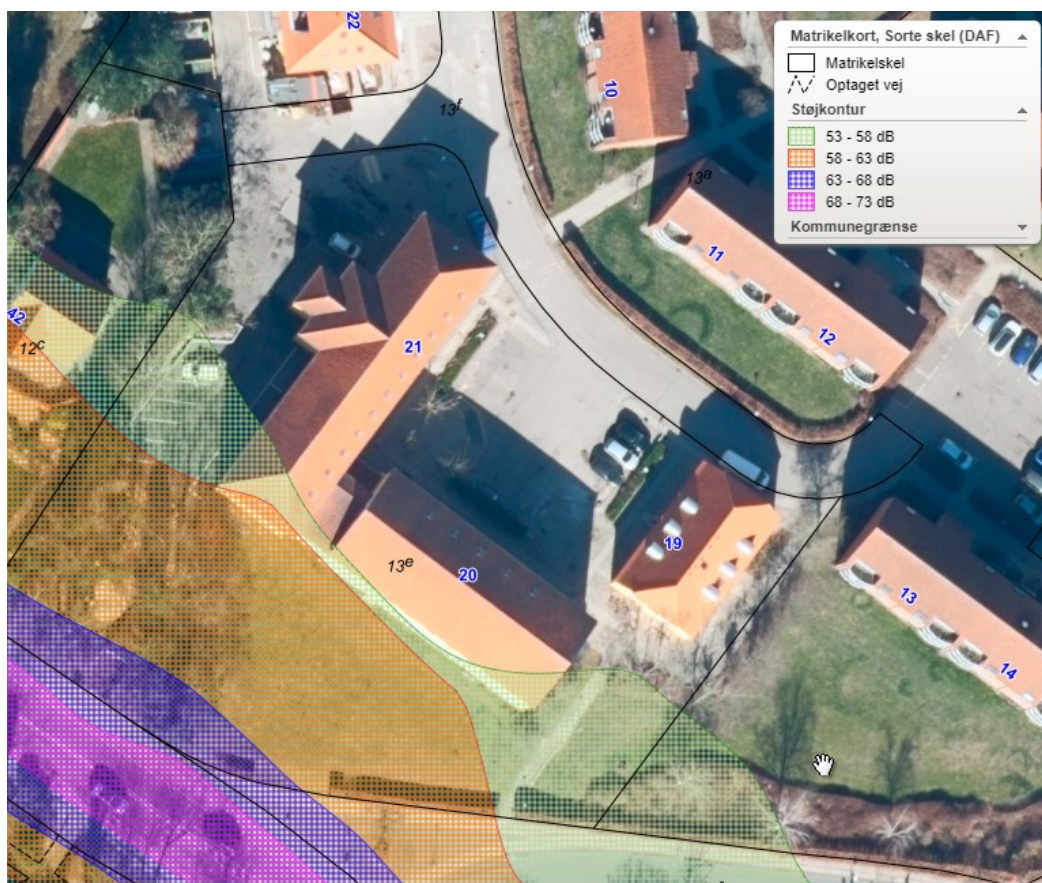 Matrikelkort, Sorte skel (DAF)
Matrikelskel
Optaget vej
Støjkontur
53 - 58 dB
58 - 63 dB
63 - 68 dB
68 - 73 dB
Kommunegrænse
22
10
13f
13a
11
12
42
12c
21
13e
20
19
13
14